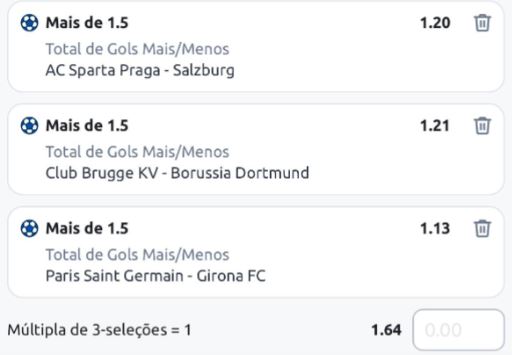 Mais de 1.5 1.20
Total de Gols Mais/Menos
AC Sparta Praga - Salzburg
Mais de 1.5 1.21
Total de Gols Mais/Menos
Club Brugge KV - Borussia Dortmund
Mais de 1.5 1.13
Total de Gols Mais/Menos
Paris Saint Germain - Girona FC
Múltipla de 3-seleções = 1 1.64 0.00